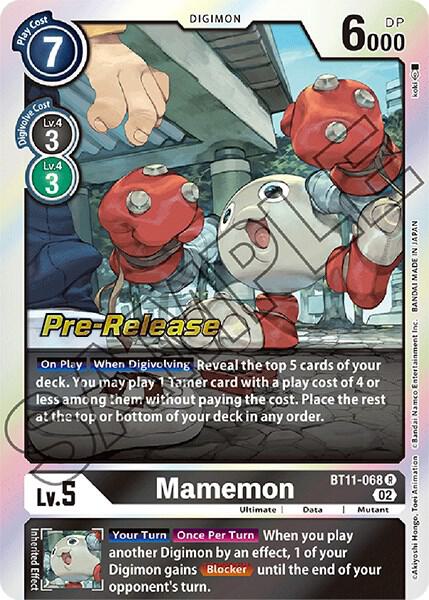 Play Cost
7
DIGIMON
DP
6000
Digivolve Cost
Lv.4
3
Lv.4
3
koki
Pre-Release
SAMPLE
On Play When Digivolving Reveal the top 5 cards of your
deck. You may play 1 Tamer card with a play cost of 4 or
less among them without paying the cost. Place the rest
at the top or bottom of your deck in any order.
Lv.5
Mamemon
BT11-068 R
02
Ultimate | Data | Mutant
Inherited Effect
Your Turn Once Per Turn When you play
another Digimon by an effect, 1 of your
Digimon gains Blocker until the end of your
opponent's turn.
©Akiyoshi Hongo, Toei Animation ©Bandai Namco Entertainment Inc. BANDAI MADE IN JAPAN